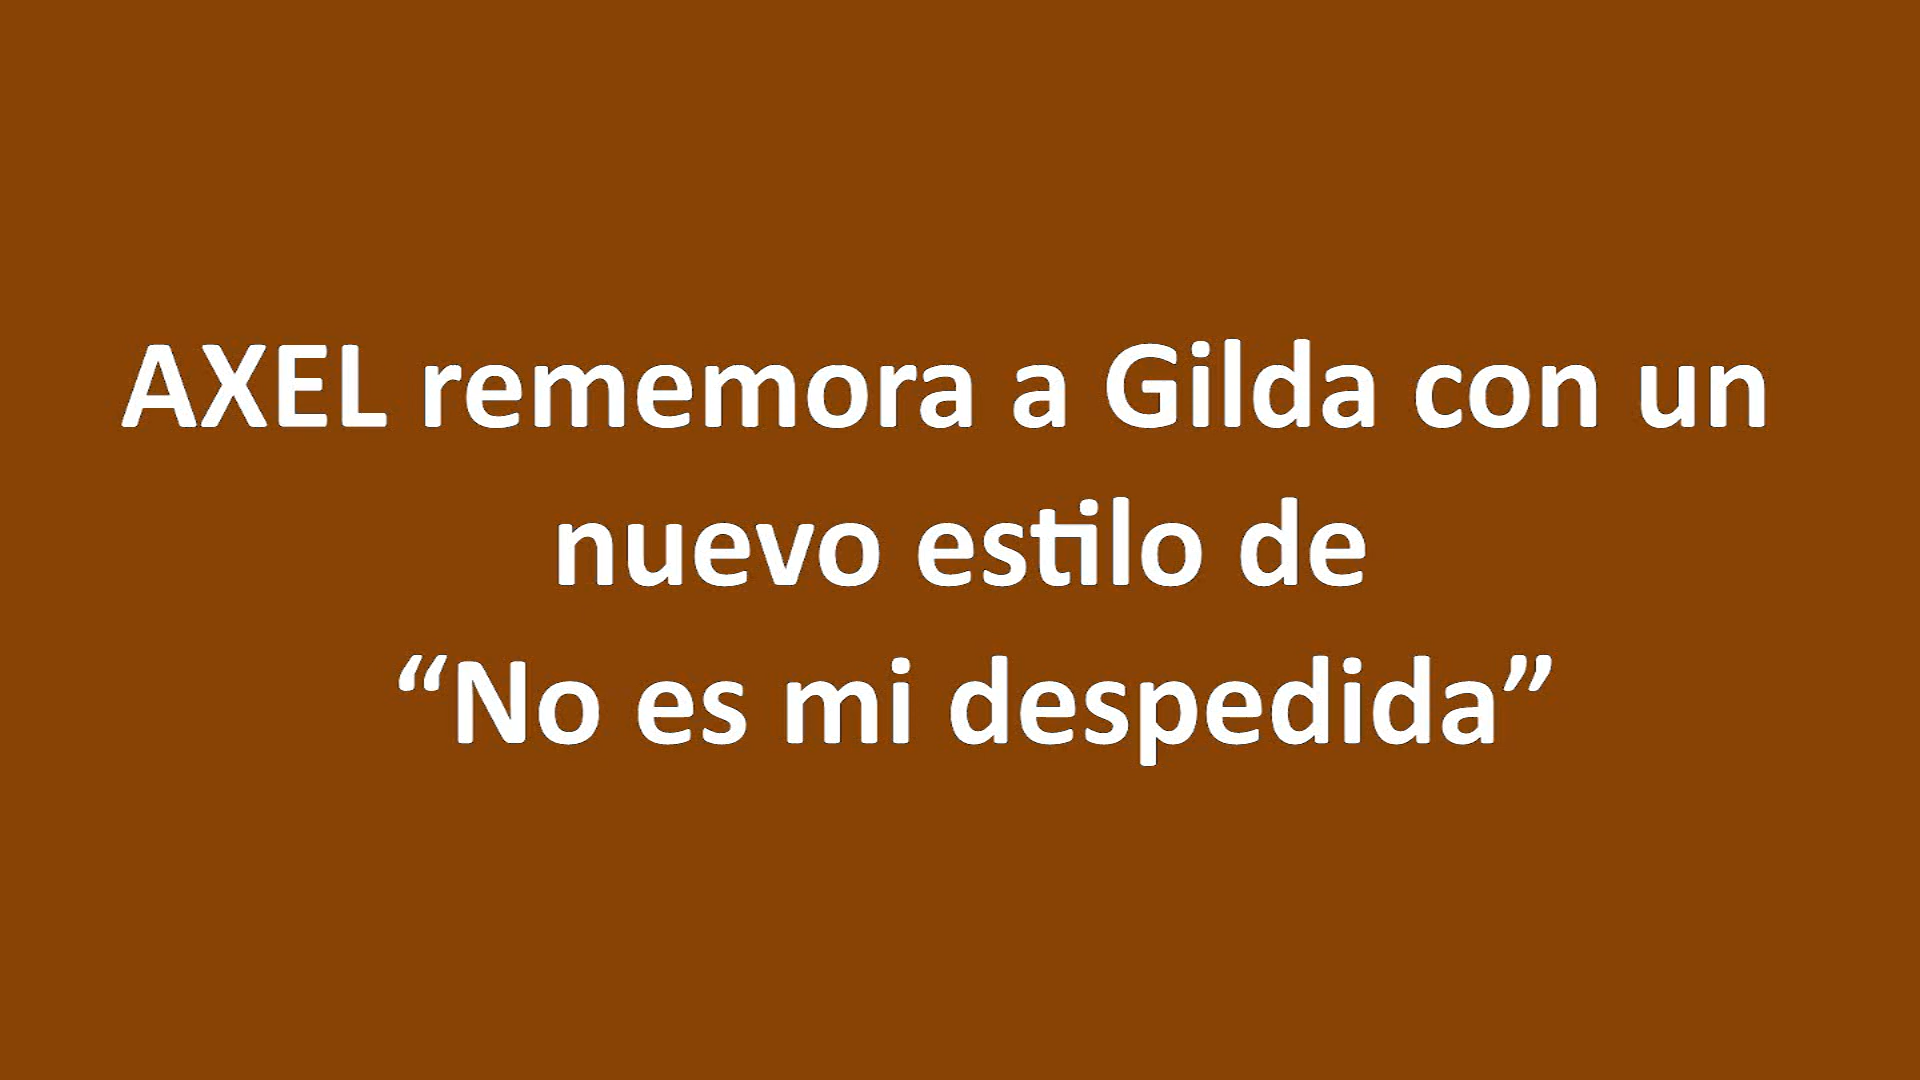 AXEL rememora a Gilda con un
nuevo estilo de
“No es mi despedida”